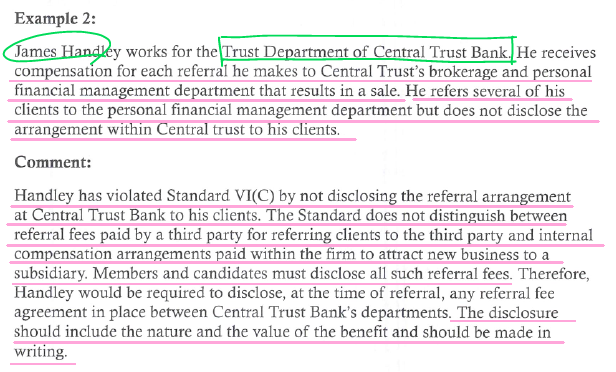 Example 2:
James Handley works for the Trust Department of Central Trust Bank. He receives
compensation for each referral he makes to Central Trust's brokerage and personal
financial management department that results in a sale. He refers several of his
clients to the personal financial management department but does not disclose the
arrangement within Central trust to his clients.
Comment:
Handley has violated Standard VI(C) by not disclosing the referral arrangement
at Central Trust Bank to his clients. The Standard does not distinguish between
referral fees paid by a third party for referring clients to the third party and internal
compensation arrangements paid within the firm to attract new business to a
subsidiary. Members and candidates must disclose all such referral fees. Therefore,
Handley would be required to disclose, at the time of referral, any referral fee
agreement in place between Central Trust Bank's departments. The disclosure
should include the nature and the value of the benefit and should be made in
writing.